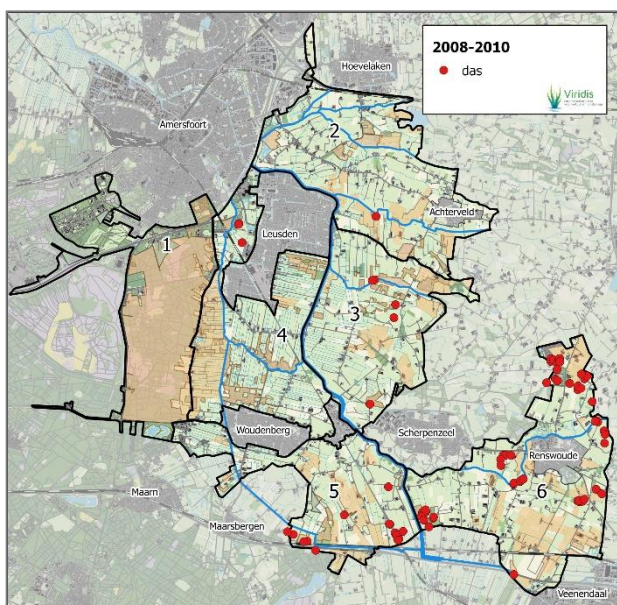 2008-2010
das
Viridis
Hoevelaken
Amersfoort
2
Achterveld
1
Leusden
3
4
Woudenberg
Scherpenzeel
Renswoude
Maarn
5
6
Maarsbergen
Veenendaal